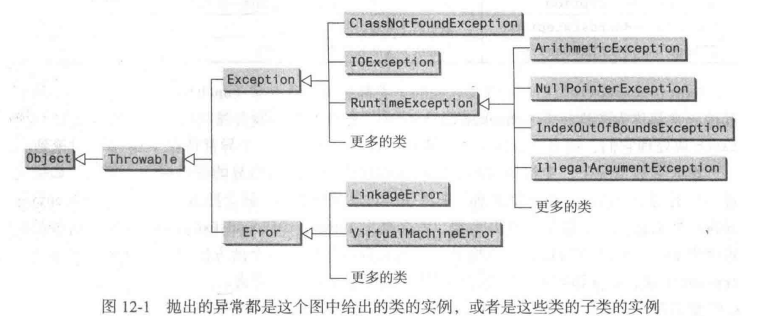 ClassNotFoundException
ArithmeticException
IOException
Exception
NullPointerException
RuntimeException
IndexOutOfBoundsException
更多的类
Object
Throwable
IllegalArgumentException
更多的类
LinkageError
Error
VirtualMachineError
更多的类
图 12-1 抛出的异常都是这个图中给出的类的实例，或者是这些类的子类的实例